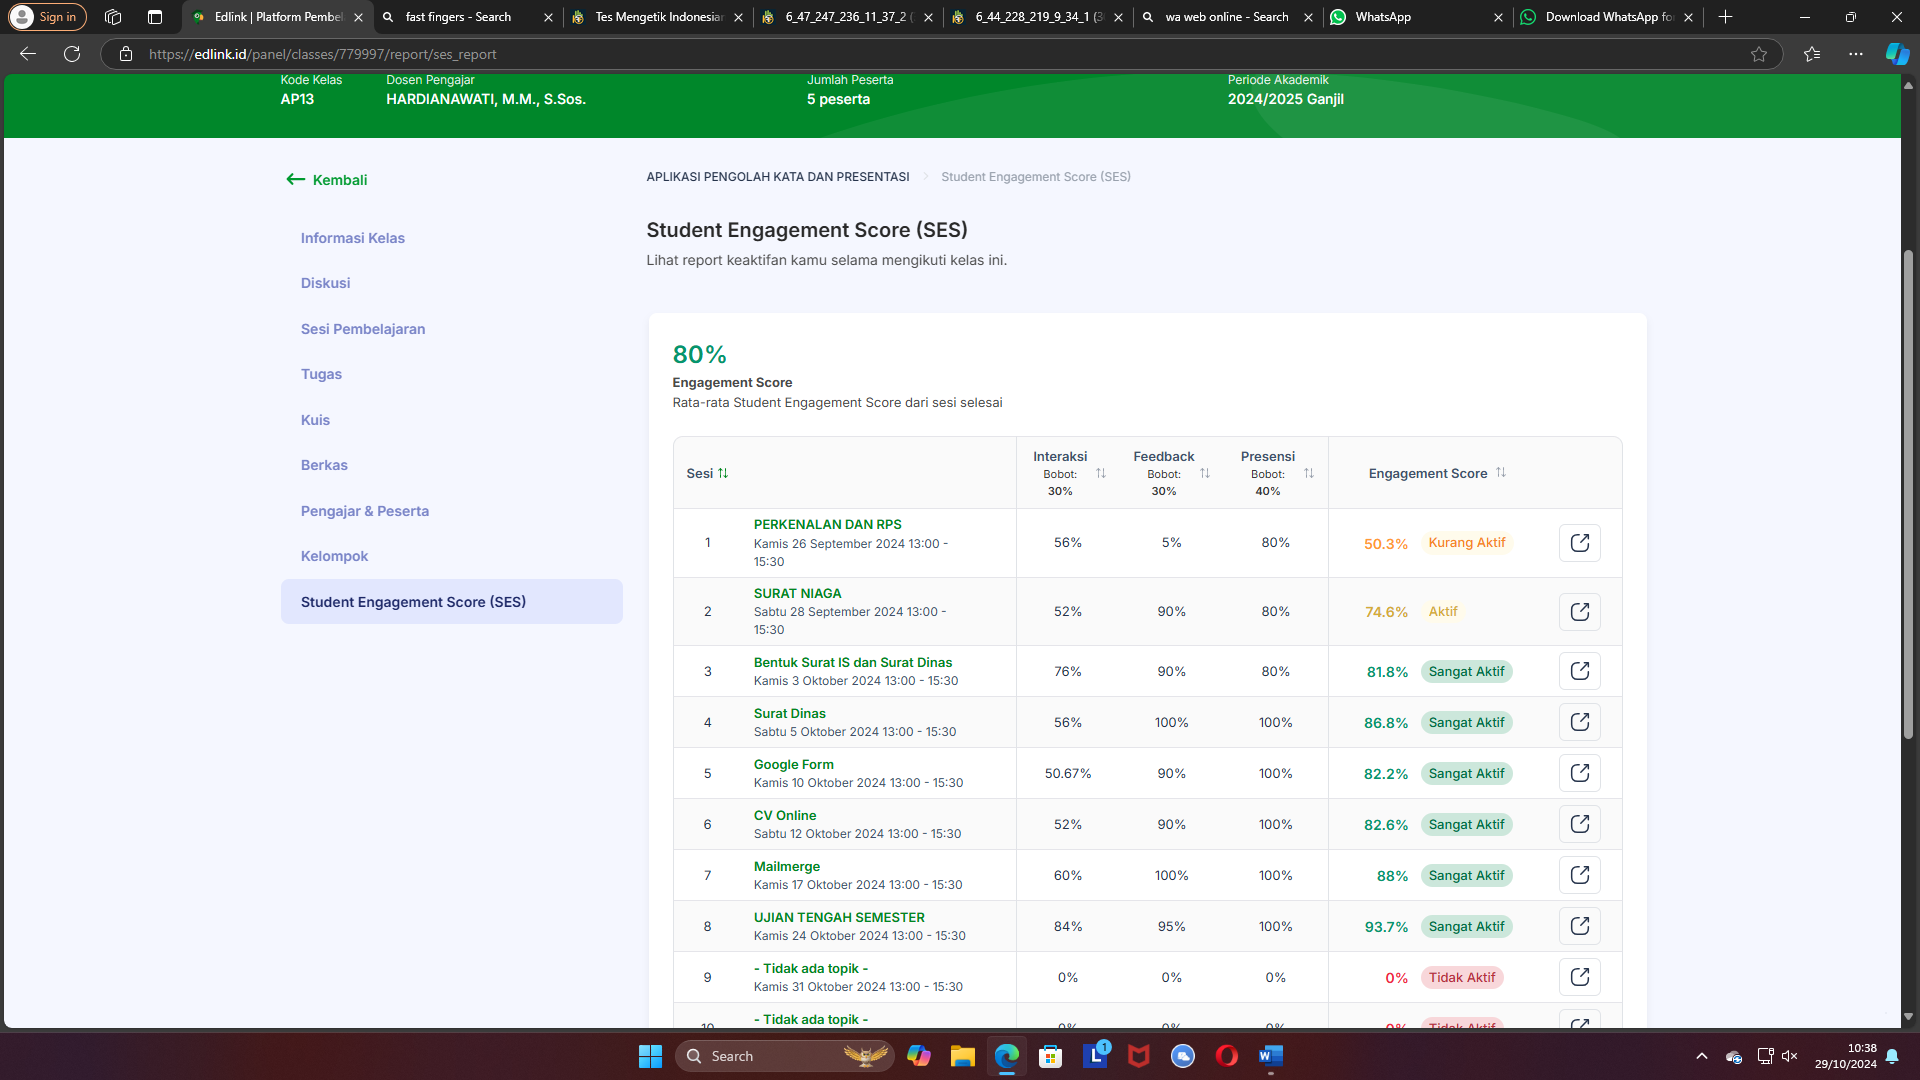 Sign in
Edlink | Platform Pembel
fast fingers - Search
Tes Mengetik Indonesian
6_47_247_236_11_37_2 (
6_44_228_219_9_34_1 (3
wa web online - Search
WhatsApp
Download WhatsApp fo
https://edlink.id/panel/classes/779997/report/ses_report
Kode Kelas
AP13
Dosen Pengajar
HARDIANAWATI, M.M., S.Sos.
Jumlah Peserta
5 peserta
Periode Akademik
2024/2025 Ganjil
Kembali
Informasi Kelas
Diskusi
Sesi Pembelajaran
Tugas
Kuis
Berkas
Pengajar & Peserta
Kelompok
Student Engagement Score (SES)
APLIKASI PENGOLAH KATA DAN PRESENTASI > Student Engagement Score (SES)
Student Engagement Score (SES)
Lihat report keaktifan kamu selama mengikuti kelas ini.
80%
Engagement Score
Rata-rata Student Engagement Score dari sesi selesai
Sesi
Interaksi
Bobot:
30%
Feedback
Bobot:
30%
Presensi
Bobot:
40%
Engagement Score
1
PERKENALAN DAN RPS
Kamis 26 September 2024 13:00 -
15:30
56% 5% 80% 50.3% Kurang Aktif
2
SURAT NIAGA
Sabtu 28 September 2024 13:00 -
15:30
52% 90% 80% 74.6% Aktif
3
Bentuk Surat IS dan Surat Dinas
Kamis 3 Oktober 2024 13:00 - 15:30
76% 90% 80% 81.8% Sangat Aktif
4
Surat Dinas
Sabtu 5 Oktober 2024 13:00 - 15:30
56% 100% 100% 86.8% Sangat Aktif
5
Google Form
Kamis 10 Oktober 2024 13:00 - 15:30
50.67% 90% 100% 82.2% Sangat Aktif
6
CV Online
Sabtu 12 Oktober 2024 13:00 - 15:30
52% 90% 100% 82.6% Sangat Aktif
7
Mailmerge
Kamis 17 Oktober 2024 13:00 - 15:30
60% 100% 100% 88% Sangat Aktif
8
UJIAN TENGAH SEMESTER
Kamis 24 Oktober 2024 13:00 - 15:30
84% 95% 100% 93.7% Sangat Aktif
9
- Tidak ada topik -
Kamis 31 Oktober 2024 13:00 - 15:30
0% 0% 0% 0% Tidak Aktif
10
- Tidak ada topik -
0% 0% 0% 0% Tidak Aktif
Search
L
1
W
10:38
29/10/2024